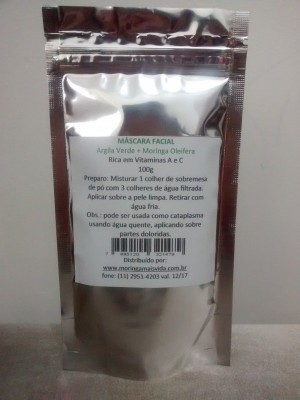 MÁSCARA FACIAL
Argila Verde + Moringa Oleifera
Rica em Vitaminas A e C
100g
Preparo: Misturar 1 colher de sobremesa
de pó com 3 colheres de água filtrada.
Aplicar sobre a pele limpa. Retirar com
água fria.
Obs.: pode ser usada como cataplasma
usando água quente, aplicando sobre
partes doloridas.
Distribuido por:
www.moringamaisvida.com.br
fone: (11) 2951-4203 val. 12/17